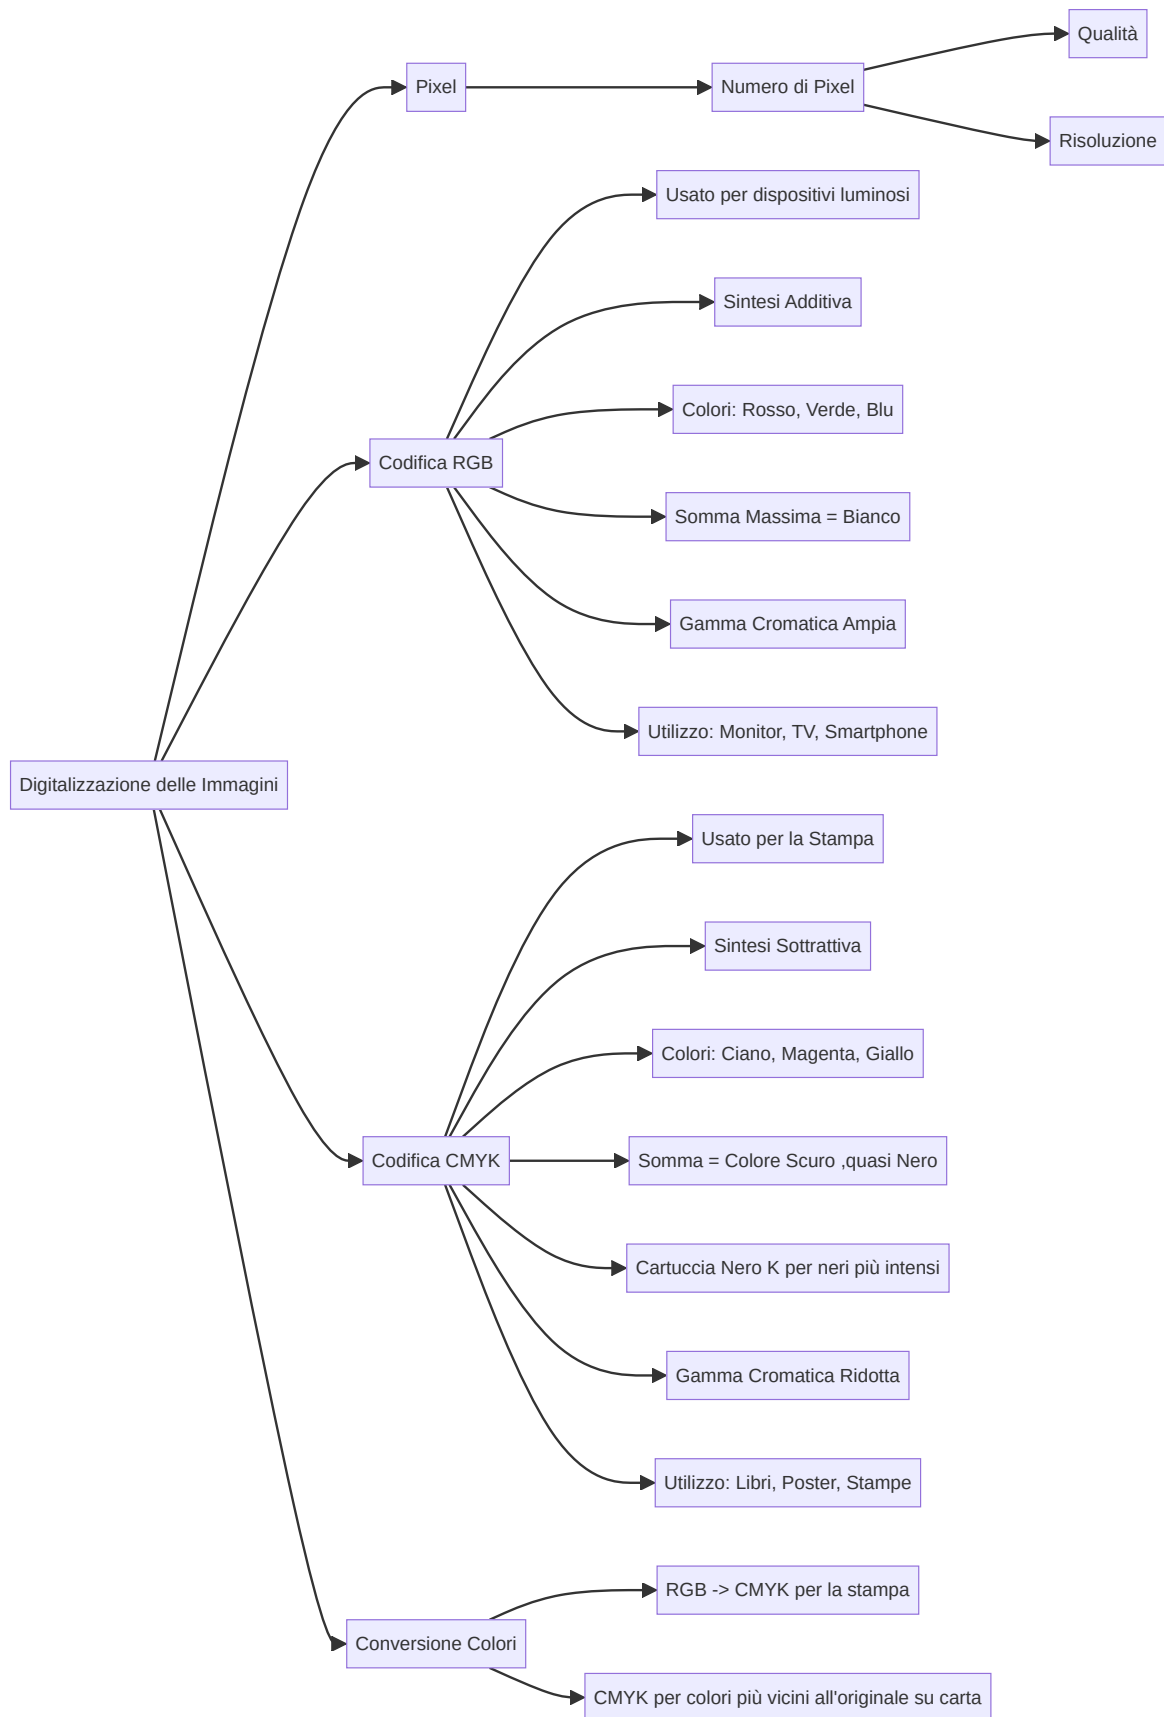 Qualità
Pixel
Numero di Pixel
Risoluzione
Usato per dispositivi luminosi
Sintesi Additiva
Colori: Rosso, Verde, Blu
Codifica RGB
Somma Massima = Bianco
Gamma Cromatica Ampia
Utilizzo: Monitor, TV, Smartphone
Digitalizzazione delle Immagini
Usato per la Stampa
Sintesi Sottrattiva
Colori: Ciano, Magenta, Giallo
Codifica CMYK
Somma = Colore Scuro ,quasi Nero
Cartuccia Nero K per neri più intensi
Gamma Cromatica Ridotta
Utilizzo: Libri, Poster, Stampe
RGB -> CMYK per la stampa
Conversione Colori
CMYK per colori più vicini all'originale su carta